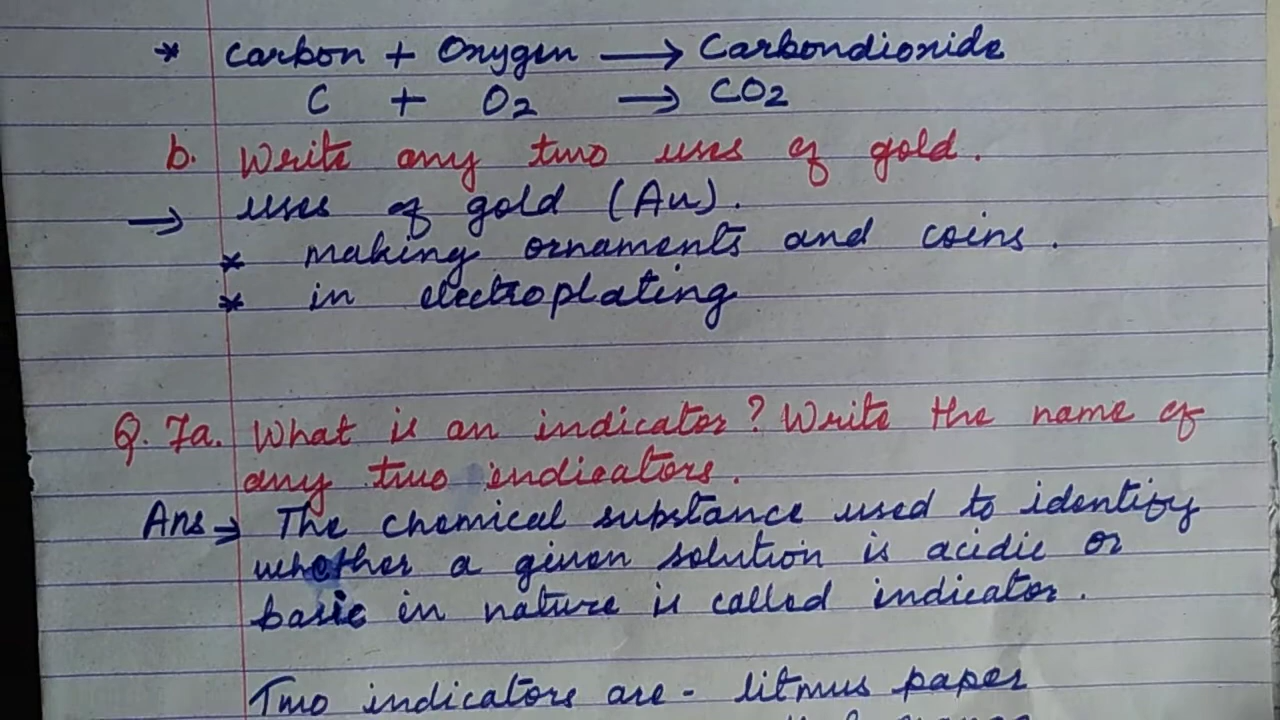 * Carbon + Oxygen → Carbondioxide
C + O2 → CO2
b. Write any two uses of gold.
→ uses of gold (Au).
* making ornaments and coins.
* in electroplating
Q. 7a. What is an indicator? Write the name of
any two indicators.
Ans → The chemical substance used to identify
whether a given solution is acidic or
basic in nature is called indicator.
Two indicators are - litmus paper